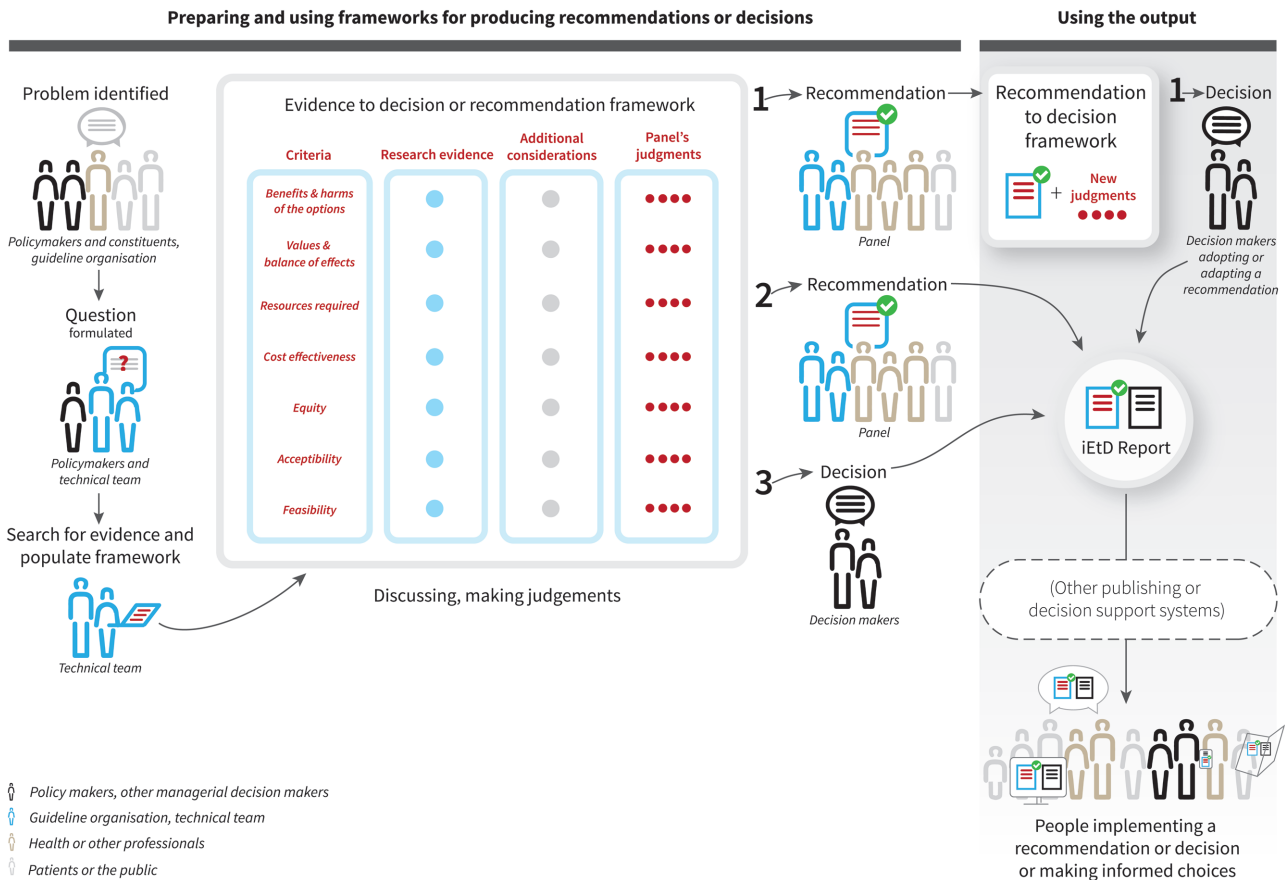 Preparing and using frameworks for producing recommendations or decisions
Using the output
Problem identified
Policymakers and constituents,
guideline organisation
Question
formulated
?
Policymakers and
technical team
Search for evidence and
populate framework
Technical team
Evidence to decision or recommendation framework
Criteria
Research evidence
Additional
considerations
Panel's
judgments
Benefits & harms
of the options
Values &
balance of effects
Resources required
Cost effectiveness
Equity
Acceptibility
Feasibility
Discussing, making judgements
1
Recommendation
Panel
2
Recommendation
Panel
3
Decision
Decision makers
Recommendation
to decision
framework
+
New
judgments
1
Decision
Decision makers
adopting or
adapting a
recommendation
iEtD Report
(Other publishing or
decision support systems)
People implementing a
recommendation or decision
or making informed choices
Policy makers, other managerial decision makers
Guideline organisation, technical team
Health or other professionals
Patients or the public